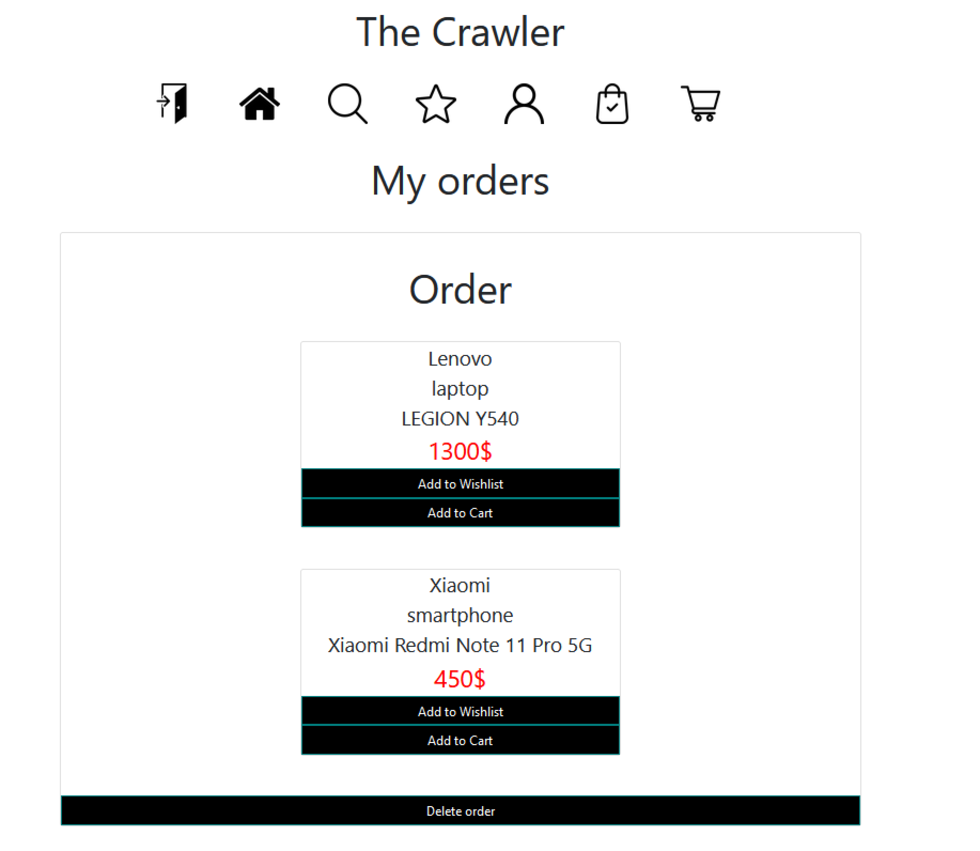 The Crawler
My orders
Order
Lenovo
laptop
LEGION Y540
1300$
Add to Wishlist
Add to Cart
Xiaomi
smartphone
Xiaomi Redmi Note 11 Pro 5G
450$
Add to Wishlist
Add to Cart
Delete order